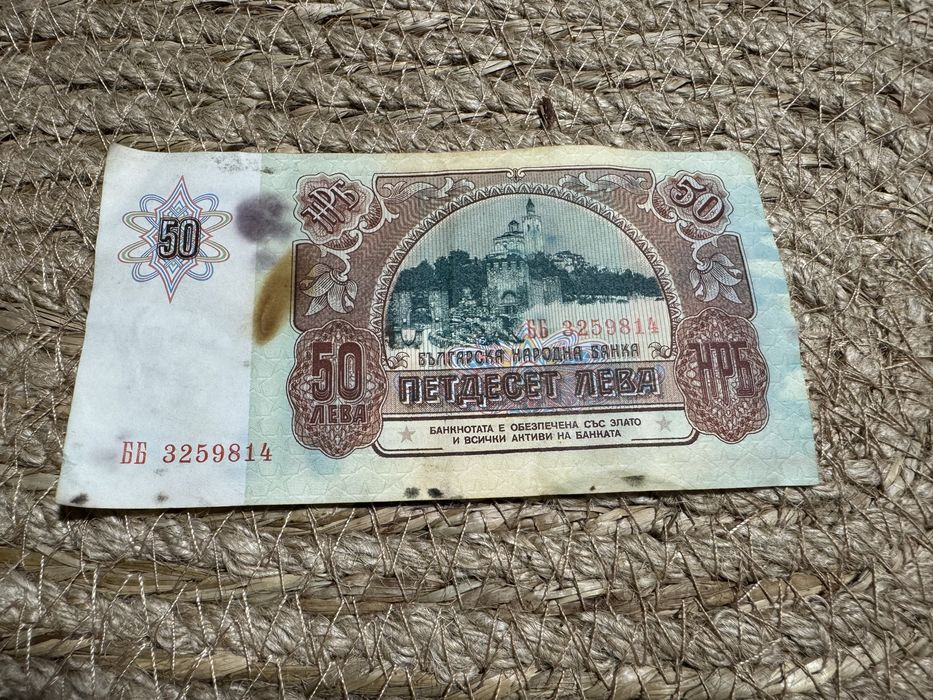 50
НРБ
50
ББ 3259814
БЪЛГАРСКА НАРОДНА БАНКА
50
ЛЕВА
ПЕТДЕСЕТ ЛЕВА
НРБ
БАНКНОТАТА Е ОБЕЗПЕЧЕНА СЪС ЗЛАТО
И ВСИЧКИ АКТИВИ НА БАНКАТА
ББ 3259814